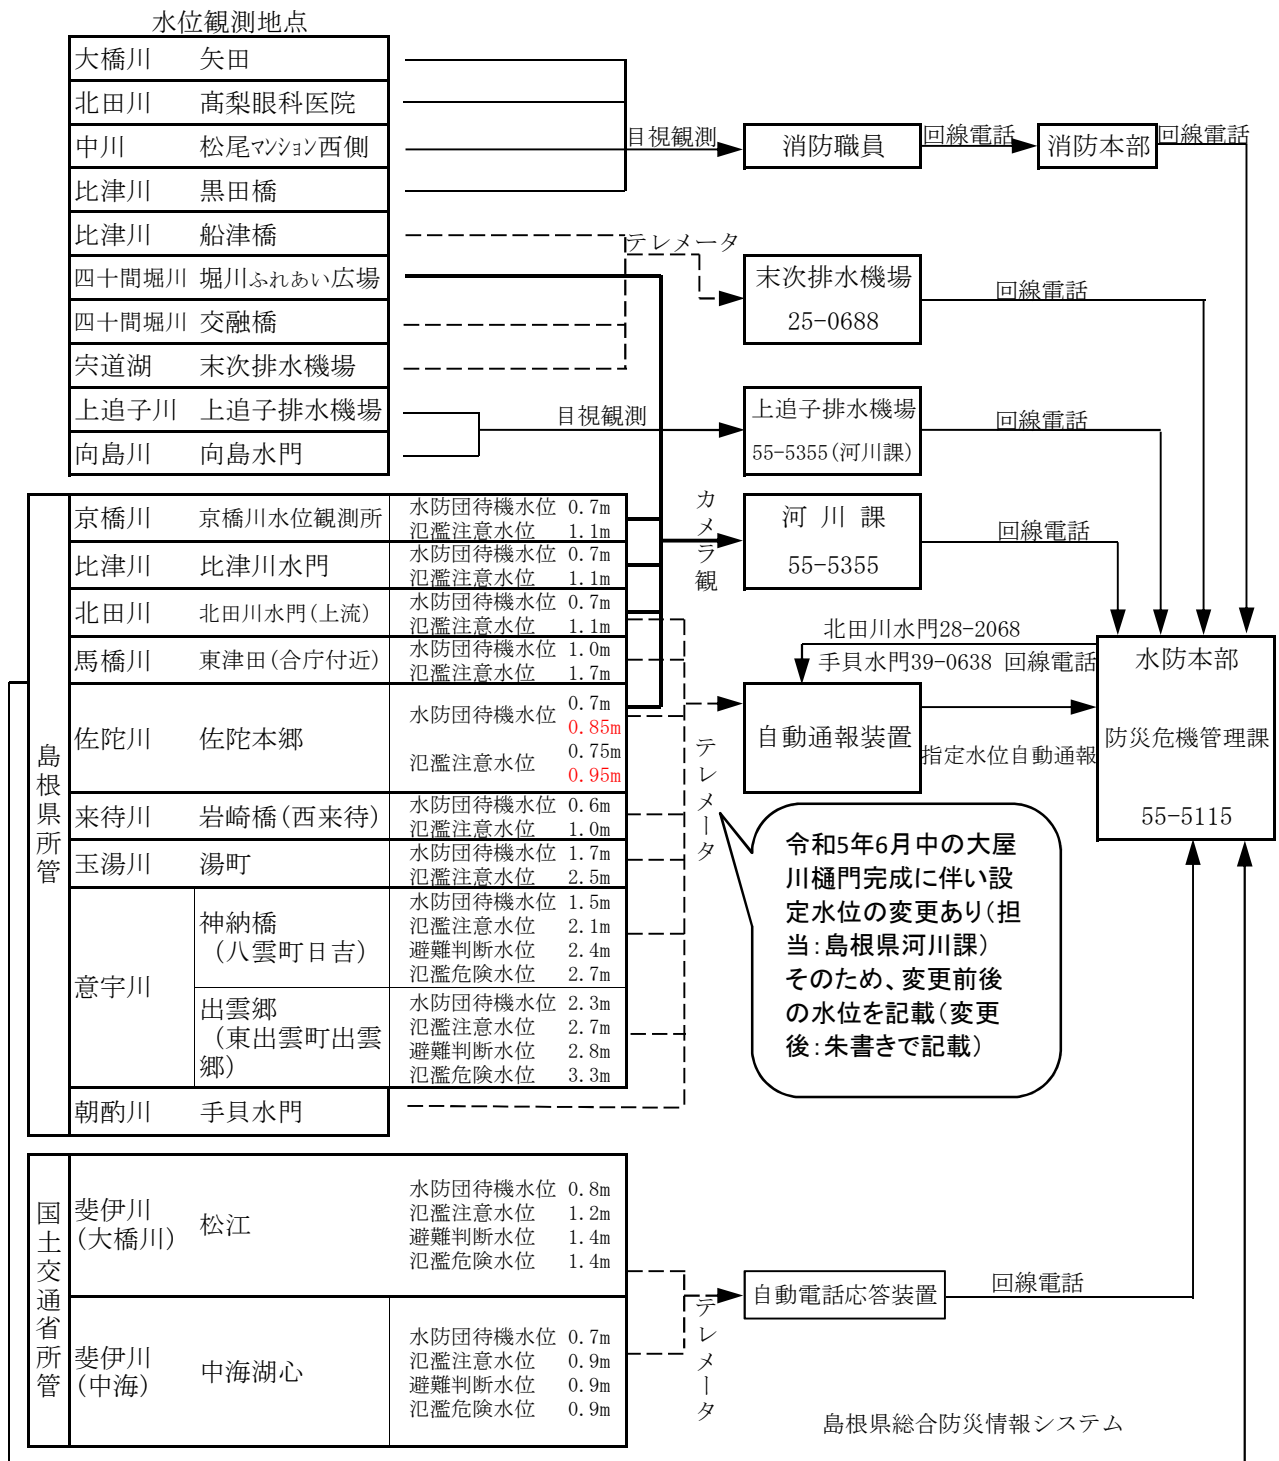 水位観測地点
大橋川 矢田
北田川 髙梨眼科医院
中川 松尾マンション西側
比津川 黒田橋
比津川 船津橋
四十間堀川 堀川ふれあい広場
四十間堀川 交融橋
宍道湖 末次排水機場
上追子川 上追子排水機場
向島川 向島水門
目視観測
消防職員
回線電話
消防本部
回線電話
テレメータ
末次排水機場
25-0688
回線電話
目視観測
上追子排水機場
55-5355(河川課)
回線電話
カメラ観
河川課
55-5355
回線電話
島根県所管
京橋川 京橋川水位観測所
水防団待機水位 0.7m
氾濫注意水位 1.1m
比津川 比津川水門
水防団待機水位 0.7m
氾濫注意水位 1.1m
北田川 北田川水門(上流)
水防団待機水位 0.7m
氾濫注意水位 1.1m
馬橋川 東津田(合庁付近)
水防団待機水位 1.0m
氾濫注意水位 1.7m
佐陀川 佐陀本郷
水防団待機水位 0.7m
0.85m
氾濫注意水位 0.75m
0.95m
来待川 岩崎橋(西来待)
水防団待機水位 0.6m
氾濫注意水位 1.0m
玉湯川 湯町
水防団待機水位 1.7m
氾濫注意水位 2.5m
意宇川
神納橋
(八雲町日吉)
水防団待機水位 1.5m
氾濫注意水位 2.1m
避難判断水位 2.4m
氾濫危険水位 2.7m
出雲郷
(東出雲町出雲
郷)
水防団待機水位 2.3m
氾濫注意水位 2.7m
避難判断水位 2.8m
氾濫危険水位 3.3m
朝酌川 手貝水門
テレメータ
北田川水門28-2068
手貝水門39-0638 回線電話
自動通報装置
指定水位自動通報
水防本部
防災危機管理課
55-5115
令和5年6月中の大屋
川樋門完成に伴い設
定水位の変更あり(担
当:島根県河川課)
そのため、変更前後
の水位を記載(変更
後:朱書きで記載)
国土交通省所管
斐伊川
(大橋川)
松江
水防団待機水位 0.8m
氾濫注意水位 1.2m
避難判断水位 1.4m
氾濫危険水位 1.4m
斐伊川
(中海)
中海湖心
水防団待機水位 0.7m
氾濫注意水位 0.9m
避難判断水位 0.9m
氾濫危険水位 0.9m
テレメータ
自動電話応答装置
回線電話
島根県総合防災情報システム